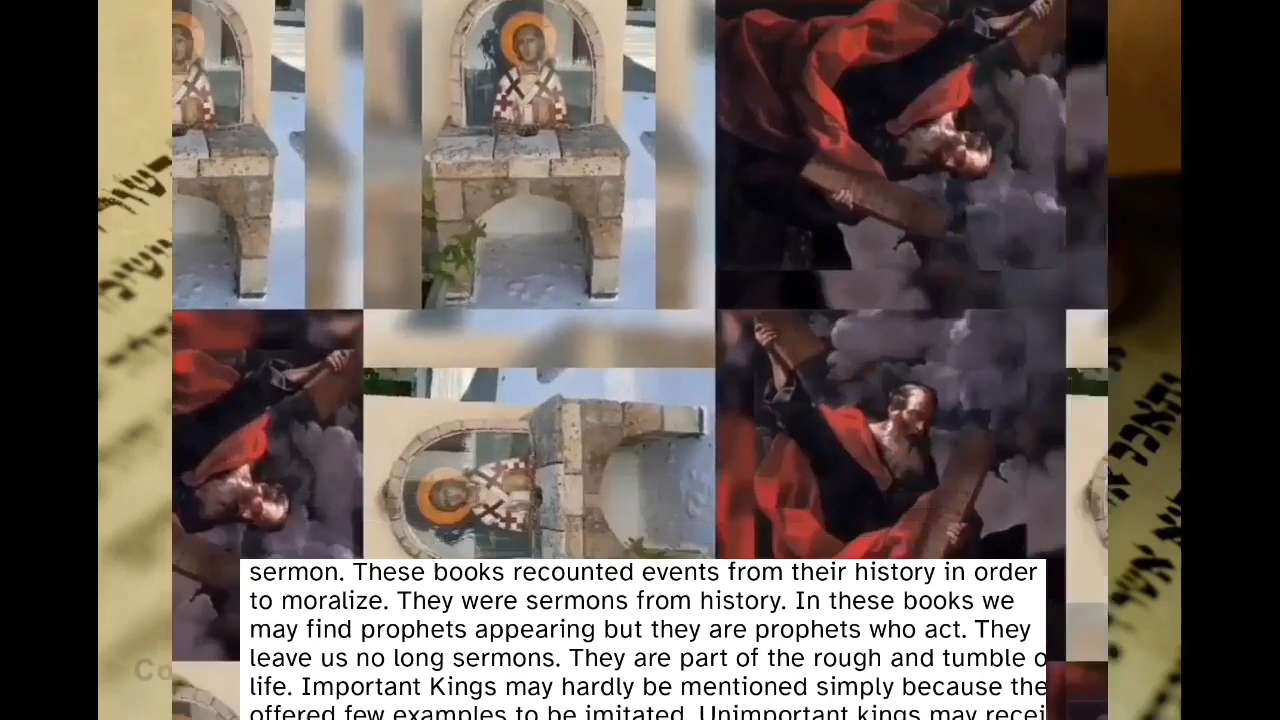 sermon. These books recounted events from their history in order
to moralize. They were sermons from history. In these books we
may find prophets appearing but they are prophets who act. They
leave us no long sermons. They are part of the rough and tumble o
life. Important Kings may hardly be mentioned simply because the
offered few examples to be imitated. Unimportant kings may recei